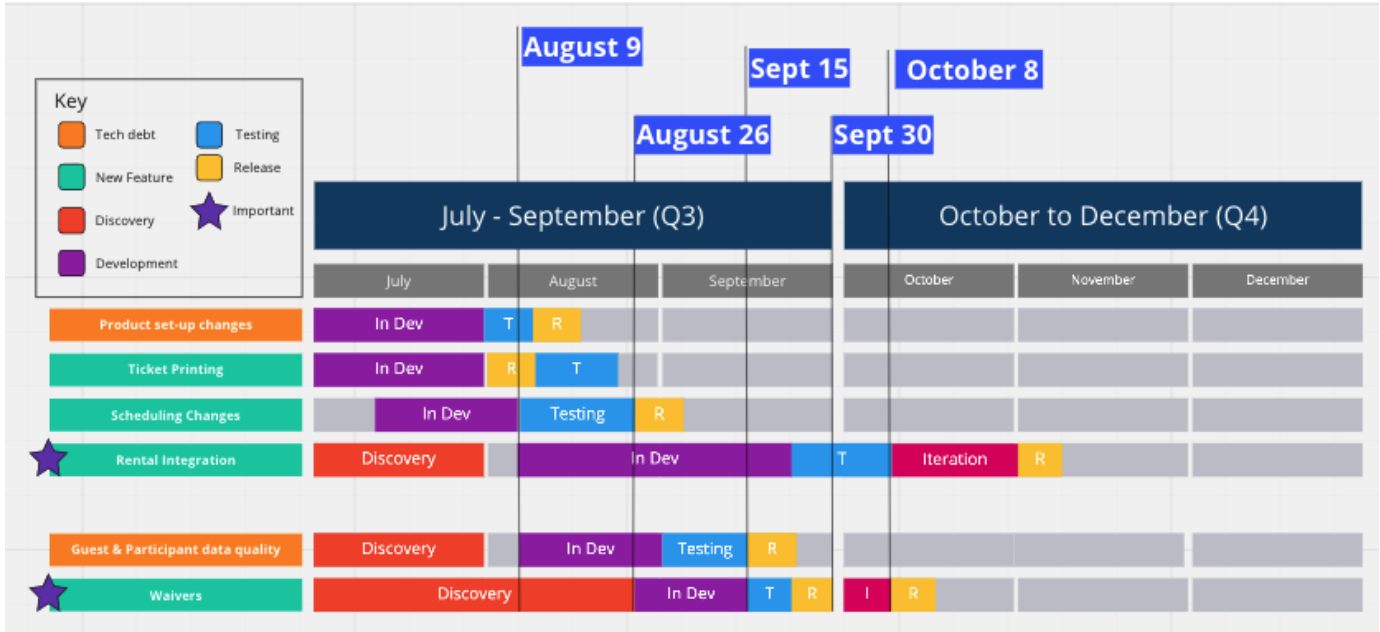 August 9
Sept 15
October 8
August 26
Sept 30
Key
Tech debt
Testing
New Feature
Release
Discovery
Important
Development
July - September (Q3)
October to December (Q4)
July
August
September
October
November
December
Product set-up changes
In Dev
T
R
Ticket Printing
In Dev
R
T
Scheduling Changes
In Dev
Testing
R
Rental Integration
Discovery
In Dev
T
Iteration
R
Guest & Participant data quality
Discovery
In Dev
Testing
R
Waivers
Discovery
In Dev
T
R
I
R